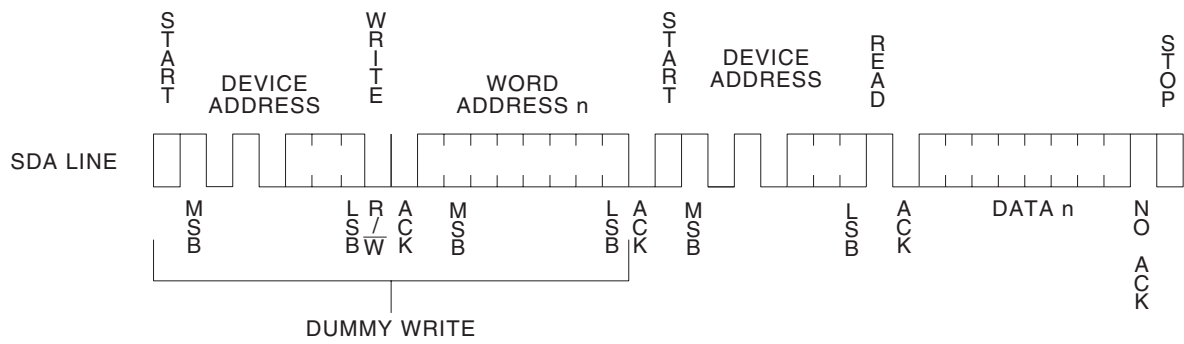 START
DEVICE
ADDRESS
WRITE
WORD
ADDRESS n
START
DEVICE
ADDRESS
READ
STOP
SDA LINE
MSB
LSB
R/W
ACK
MSB
LSB
ACK
MSB
LSB
ACK
DATA n
NO ACK
DUMMY WRITE